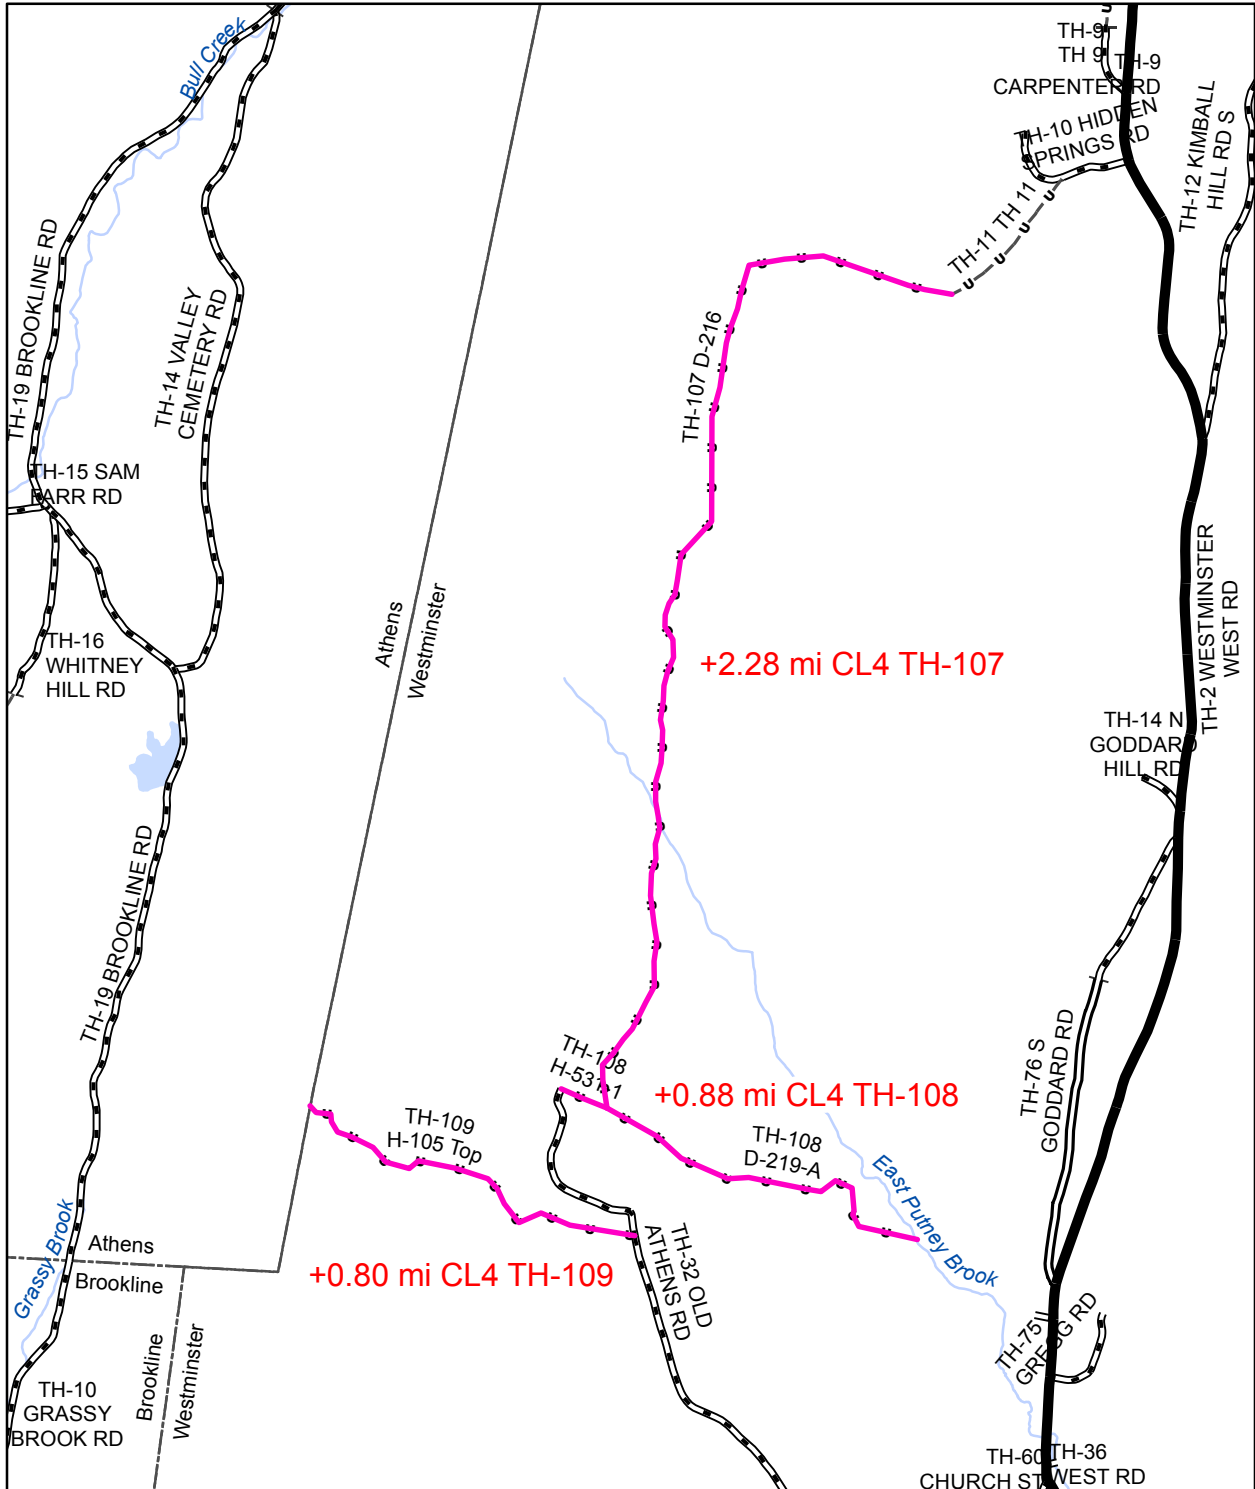 Bull Creek
TH-9
TH 9
TH-9
CARPENTER RD
TH-10 HIDDEN
SPRINGS RD
TH-12 KIMBALL
HILL RD S
TH-11 TH 11
TH-19 BROOKLINE RD
TH-14 VALLEY
CEMETERY RD
TH-107 D-216
TH-15 SAM
FARR RD
TH-2 WESTMINSTER
WEST RD
Athens
Westminster
TH-16
WHITNEY
HILL RD
+2.28 mi CL4 TH-107
TH-14 N
GODDARD
HILL RD
TH-19 BROOKLINE RD
TH-76 S
GODDARD RD
TH-108
H-531-1
+0.88 mi CL4 TH-108
TH-109
H-105 Top
TH-108
D-219-A
East Putney Brook
Grassy Brook
Athens
Brookline
+0.80 mi CL4 TH-109
TH-32 OLD
ATHENS RD
Brookline
Westminster
TH-75
GREGG RD
TH-10
GRASSY
BROOK RD
TH-60
CHURCH ST
TH-36
WEST RD